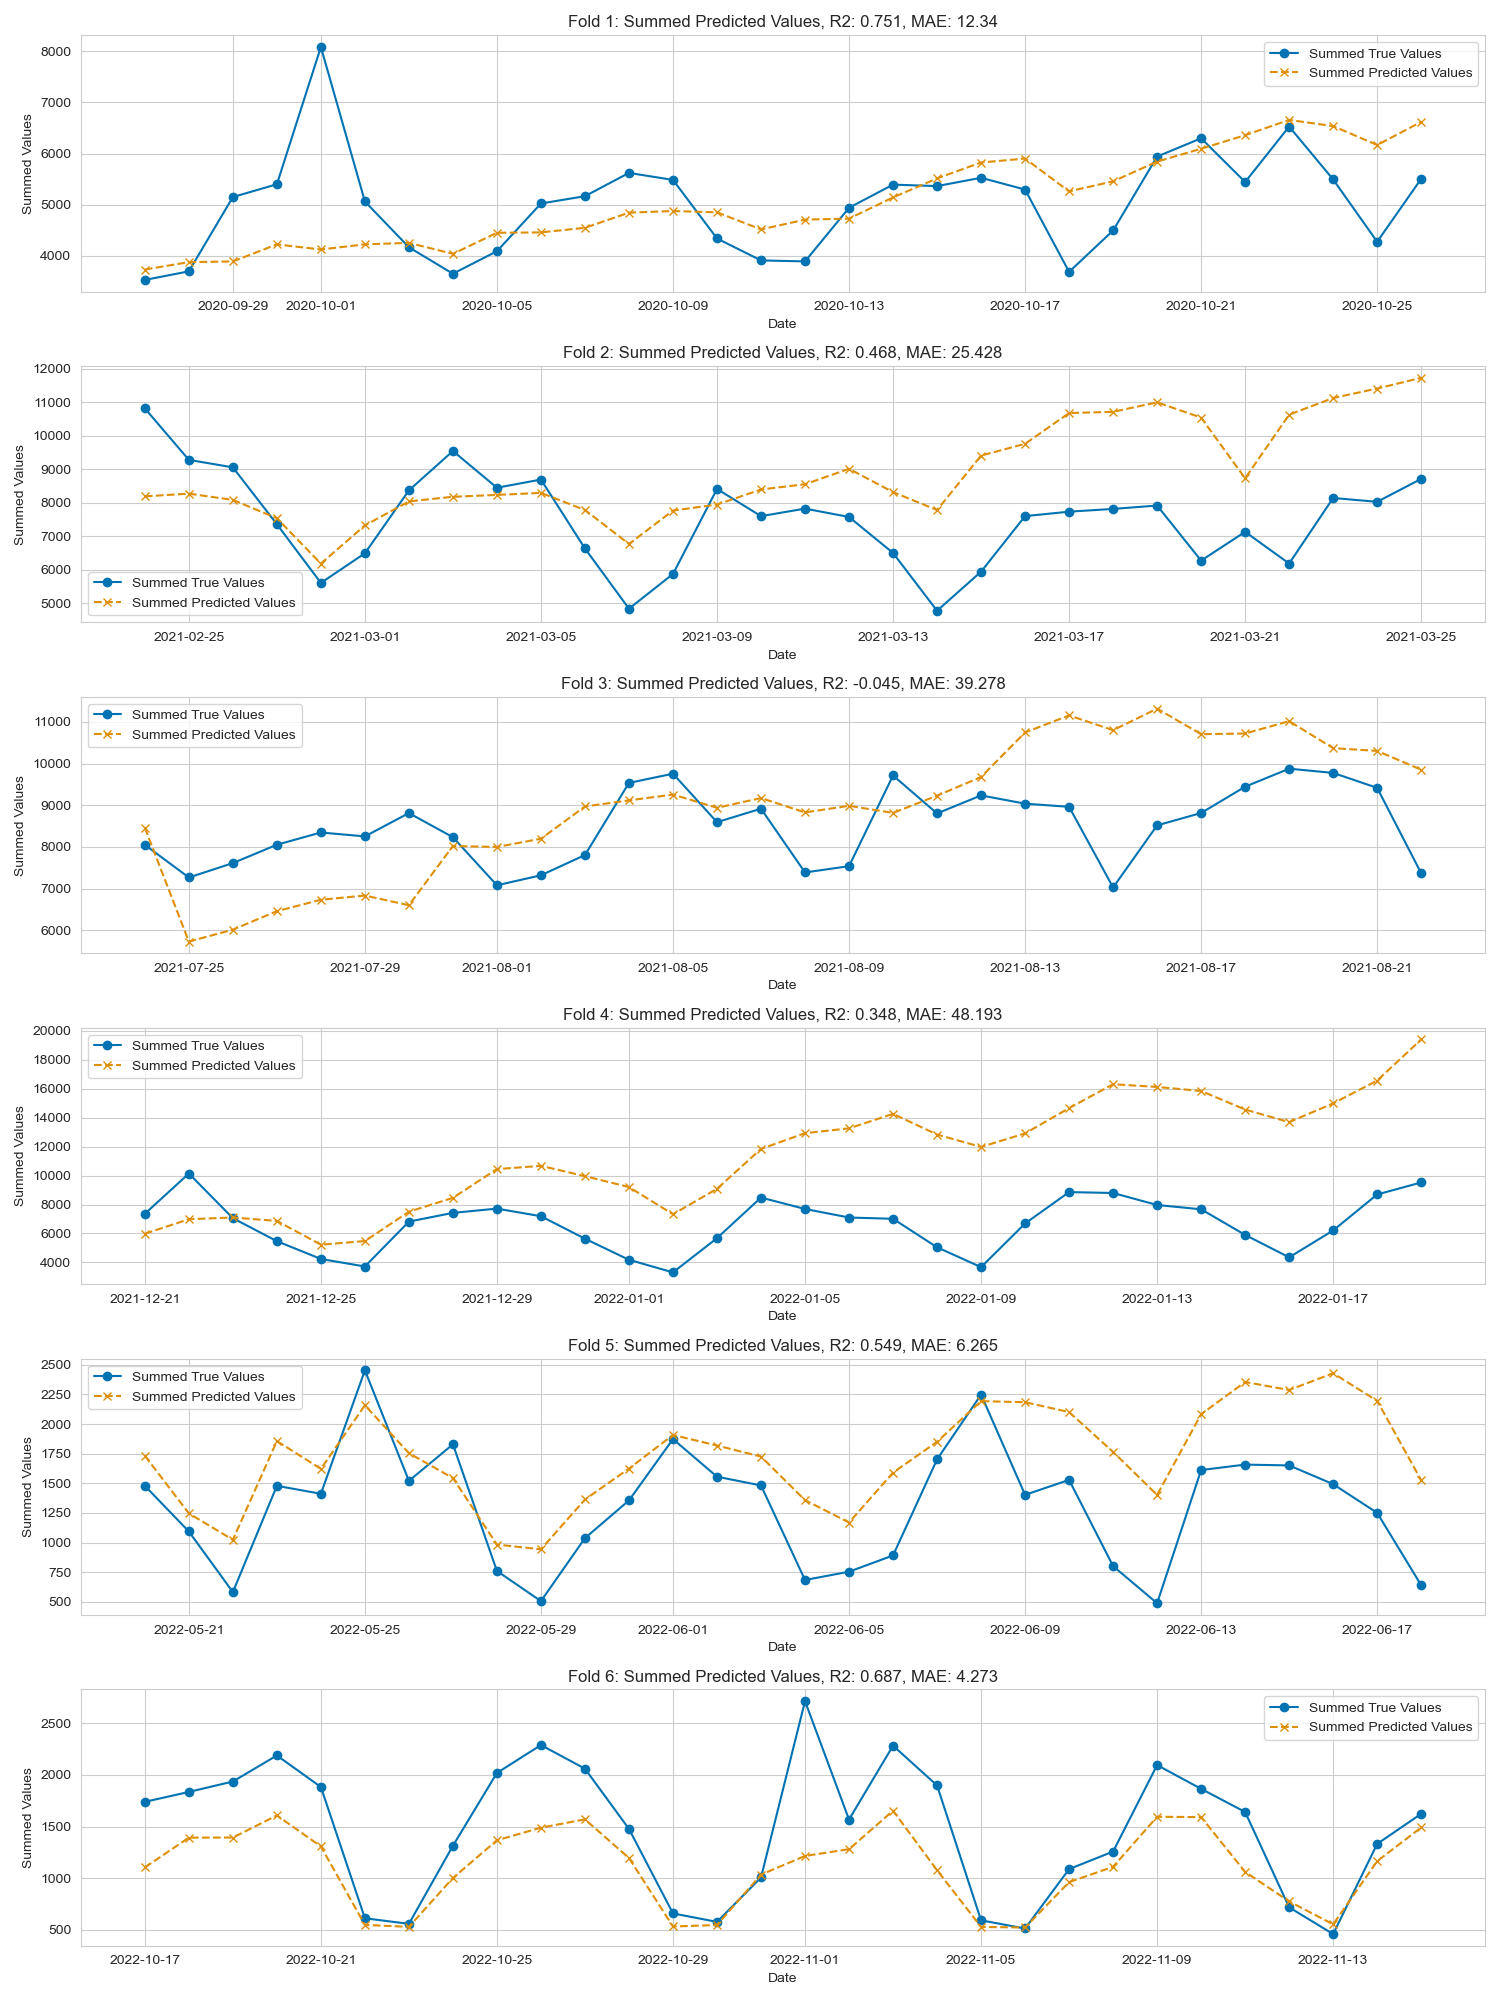 Fold 1: Summed Predicted Values, R2: 0.751, MAE: 12.34
Summed True Values
Summed Predicted Values
Summed Values
8000
7000
6000
5000
4000
2020-09-29 2020-10-01 2020-10-05 2020-10-09 2020-10-13 2020-10-17 2020-10-21 2020-10-25
Date
Fold 2: Summed Predicted Values, R2: 0.468, MAE: 25.428
Summed Values
12000
11000
10000
9000
8000
7000
6000
5000
Summed True Values
Summed Predicted Values
2021-02-25 2021-03-01 2021-03-05 2021-03-09 2021-03-13 2021-03-17 2021-03-21 2021-03-25
Date
Fold 3: Summed Predicted Values, R2: -0.045, MAE: 39.278
Summed True Values
Summed Predicted Values
Summed Values
11000
10000
9000
8000
7000
6000
2021-07-25 2021-07-29 2021-08-01 2021-08-05 2021-08-09 2021-08-13 2021-08-17 2021-08-21
Date
Fold 4: Summed Predicted Values, R2: 0.348, MAE: 48.193
Summed True Values
Summed Predicted Values
Summed Values
20000
18000
16000
14000
12000
10000
8000
6000
4000
2021-12-21 2021-12-25 2021-12-29 2022-01-01 2022-01-05 2022-01-09 2022-01-13 2022-01-17
Date
Fold 5: Summed Predicted Values, R2: 0.549, MAE: 6.265
Summed True Values
Summed Predicted Values
Summed Values
2500
2250
2000
1750
1500
1250
1000
750
500
2022-05-21 2022-05-25 2022-05-29 2022-06-01 2022-06-05 2022-06-09 2022-06-13 2022-06-17
Date
Fold 6: Summed Predicted Values, R2: 0.687, MAE: 4.273
Summed True Values
Summed Predicted Values
Summed Values
2500
2000
1500
1000
500
2022-10-17 2022-10-21 2022-10-25 2022-10-29 2022-11-01 2022-11-05 2022-11-09 2022-11-13
Date